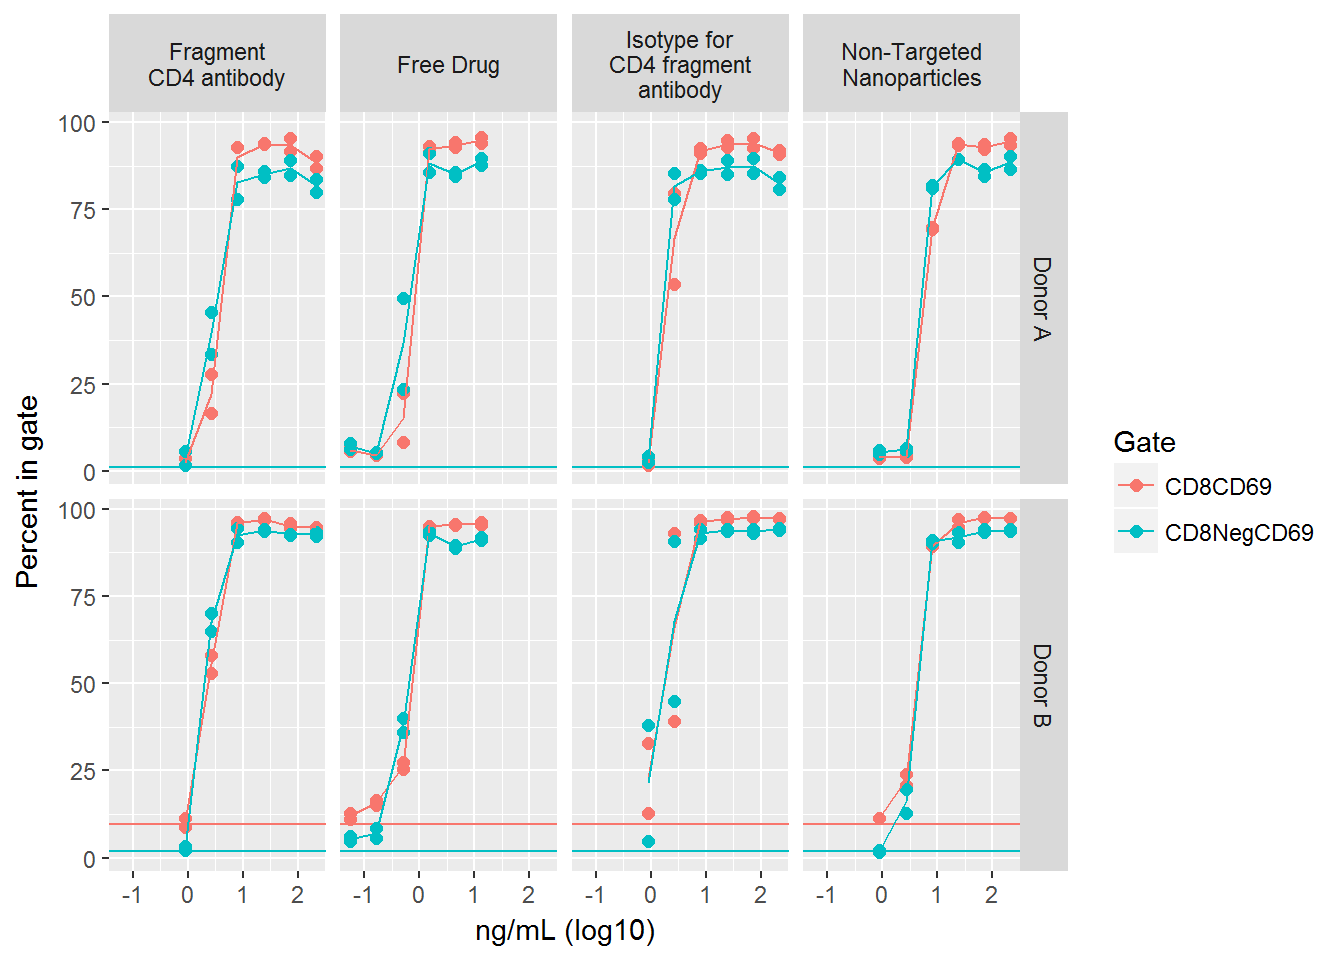 Fragment
CD4 antibody
Free Drug
Isotype for
CD4 fragment
antibody
Non-Targeted
Nanoparticles
100
75
50
25
0
Donor A
100
75
50
25
0
Donor B
Percent in gate
-1 0 1 2 -1 0 1 2 -1 0 1 2 -1 0 1 2
ng/mL (log10)
Gate
CD8CD69
CD8NegCD69